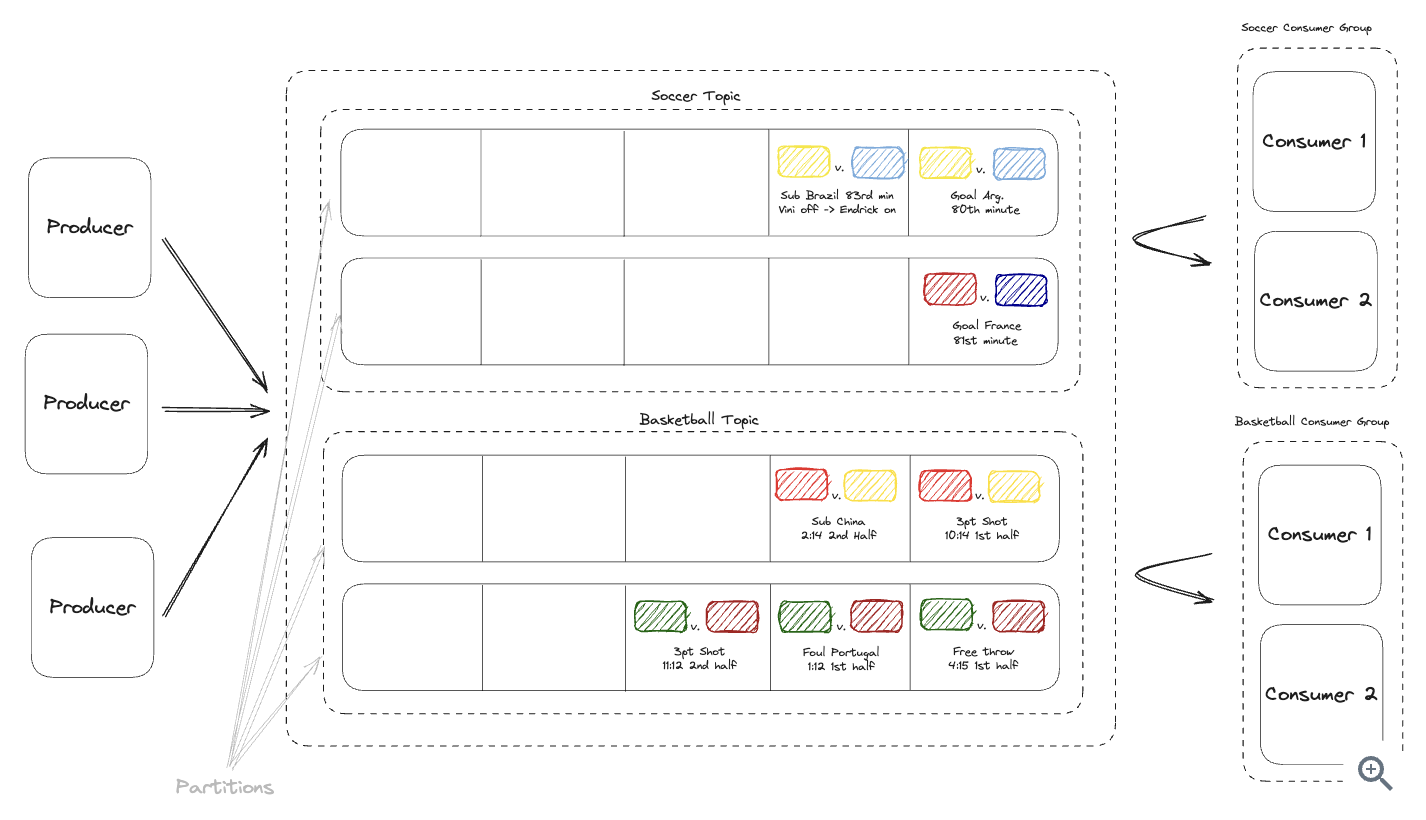 Soccer Consumer Group
Consumer 1
Consumer 2
Soccer Topic
v.
v.
Sub Brazil 83rd min
Vini off -> Endrick on
Goal Arg.
80th minute
v.
Goal France
81st minute
Producer
Producer
Producer
Basketball Topic
v.
v.
Sub China
2:14 2nd Half
3pt Shot
10:14 1st half
v.
v.
v.
3pt Shot
11:12 2nd half
Foul Portugal
1:12 1st half
Free throw
4:15 1st half
Basketball Consumer Group
Consumer 1
Consumer 2
Partitions